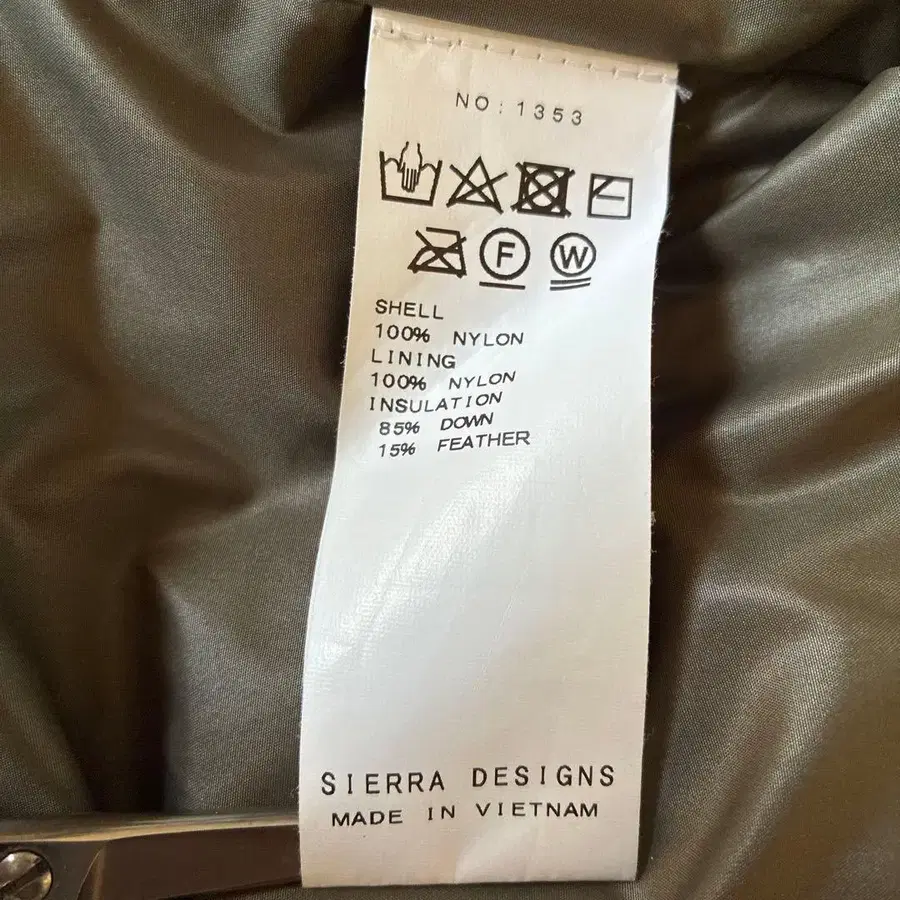 NO:1353
F W
SHELL
100% NYLON
LINING
100% NYLON
INSULATION
85% DOWN
15% FEATHER
SIERRA DESIGNS
MADE IN VIETNAM